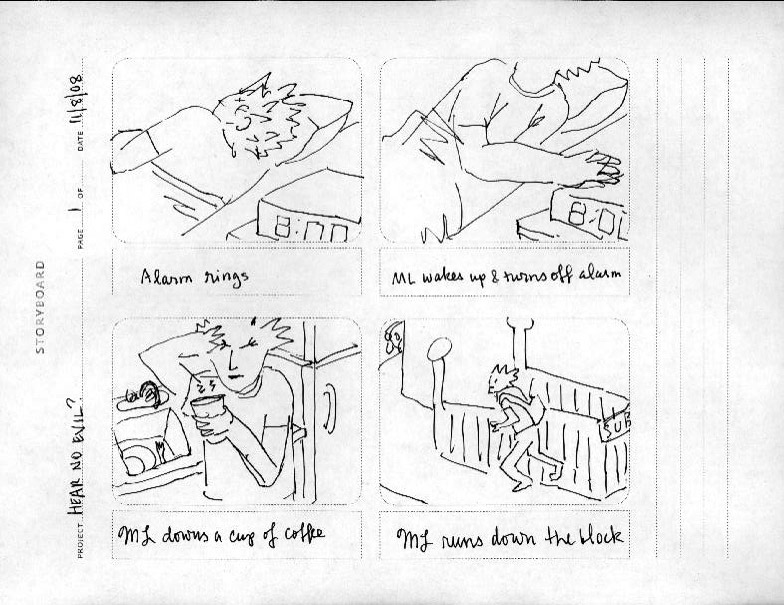 STORYBOARD
PROJECT HEAR NO EVIL?
PAGE 1 OF
DATE 11/8/08
8:00
8:01
Alarm rings
ML wakes up & turns off alarm
SUB
ML downs a cup of coffee
ML runs down the block